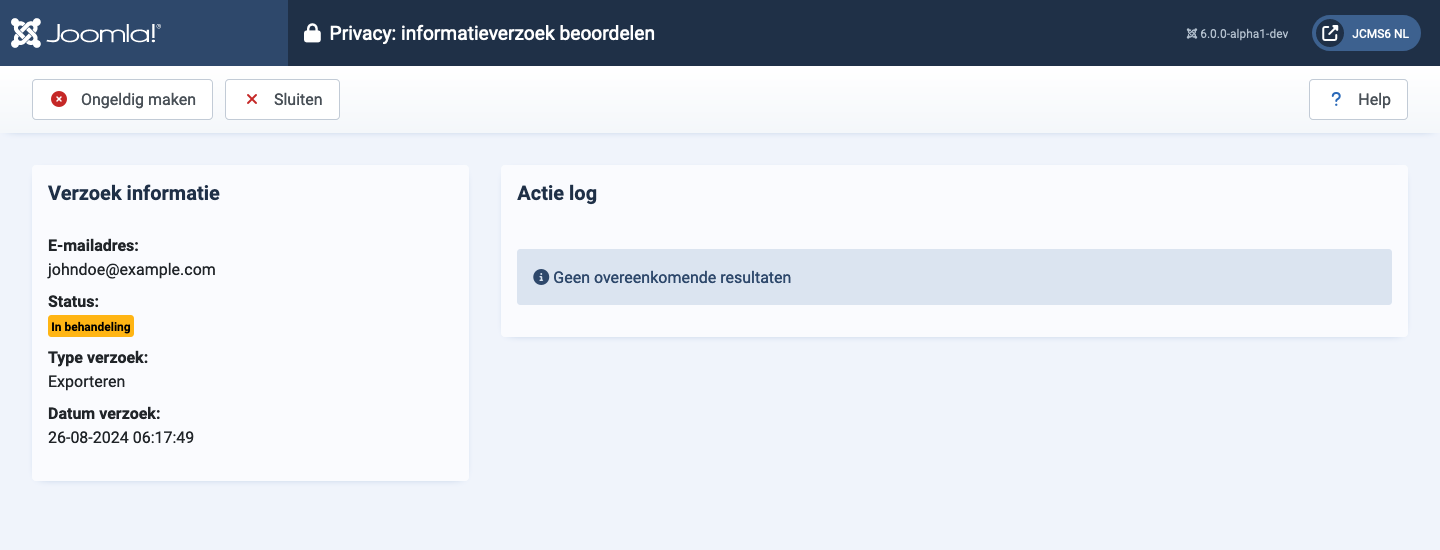 Joomla!®
Privacy: informatieverzoek beoordelen
6.0.0-alpha1-dev
JCMS6 NL
Ongeldig maken
Sluiten
? Help
Verzoek informatie
E-mailadres:
johndoe@example.com
Status:
In behandeling
Type verzoek:
Exporteren
Datum verzoek:
26-08-2024 06:17:49
Actie log
Geen overeenkomende resultaten